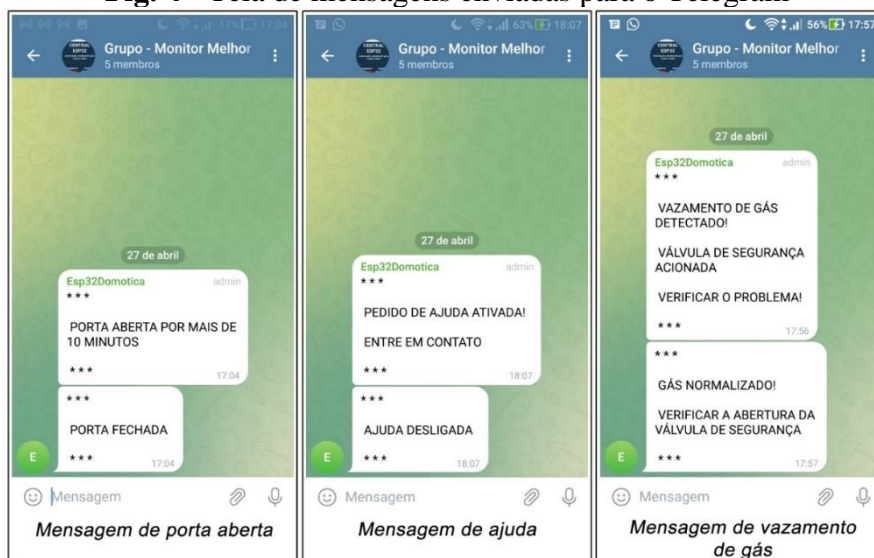 Fig. 4 - Tela de mensagens enviadas para o Telegram
17% 17:04
Grupo - Monitor Melhor
5 membros
27 de abril
Esp32Domotica admin
***
PORTA ABERTA POR MAIS DE
10 MINUTOS
***
17:04
***
PORTA FECHADA
***
17:04
E
Mensagem
Mensagem de porta aberta
63% 18:07
Grupo - Monitor Melhor
5 membros
27 de abril
Esp32Domotica admin
***
PEDIDO DE AJUDA ATIVADA!
ENTRE EM CONTATO
***
18:07
***
AJUDA DESLIGADA
***
18:07
E
Mensagem
Mensagem de ajuda
56% 17:57
Grupo - Monitor Melhor
5 membros
27 de abril
Esp32Domotica admin
***
VAZAMENTO DE GÁS
DETECTADO!
VÁLVULA DE SEGURANÇA
ACIONADA
VERIFICAR O PROBLEMA!
***
17:56
***
GÁS NORMALIZADO!
VERIFICAR A ABERTURA DA
VÁLVULA DE SEGURANÇA
***
17:57
E
Mensagem
Mensagem de vazamento
de gás